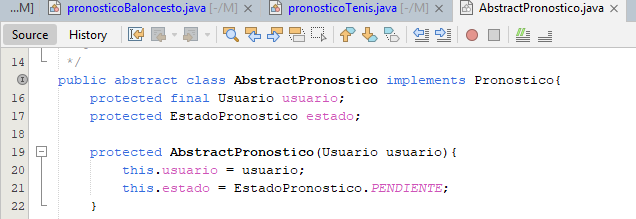 ...M] pronosticoBaloncesto.java [-/M] pronosticoTenis.java [-/M] AbstractPronostico.java
Source History
14 */
public abstract class AbstractPronostico implements Pronostico{
16 protected final Usuario usuario;
17 protected EstadoPronostico estado;
18
19 protected AbstractPronostico(Usuario usuario){
20 this.usuario = usuario;
21 this.estado = EstadoPronostico.PENDIENTE;
22 }